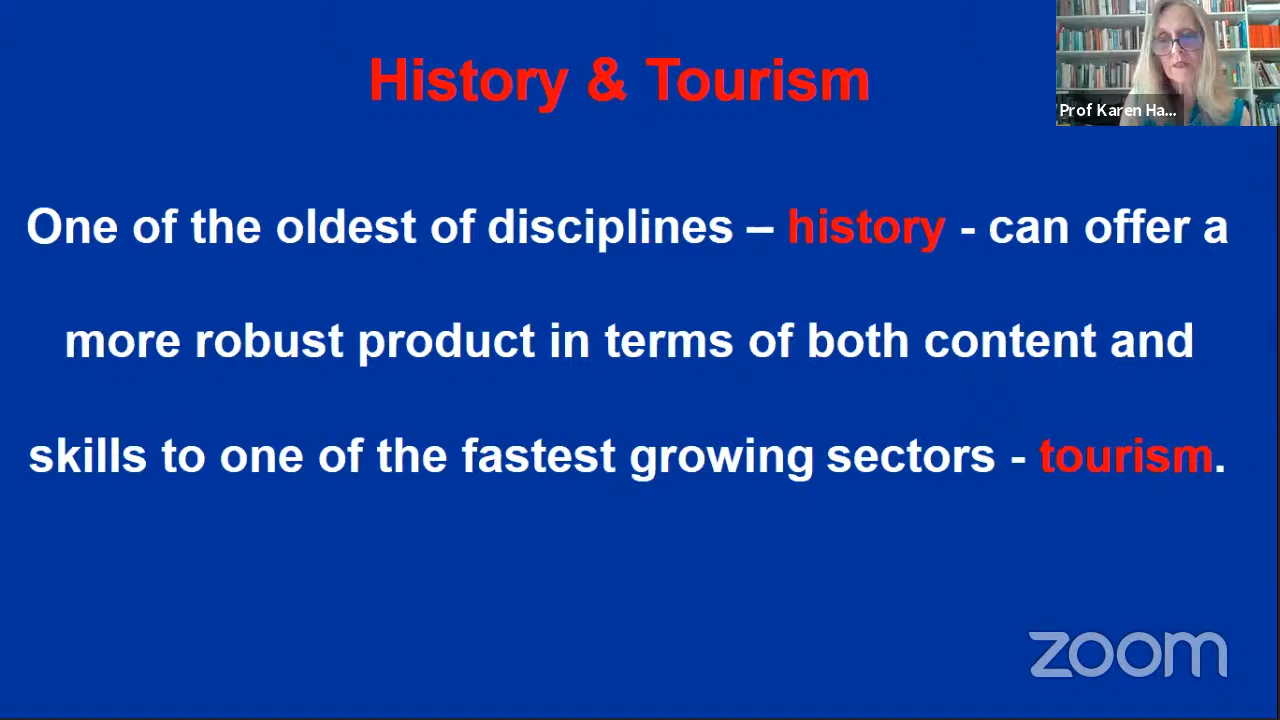 History & Tourism
Prof Karen Ha...
One of the oldest of disciplines – history - can offer a
more robust product in terms of both content and
skills to one of the fastest growing sectors - tourism.
zoom